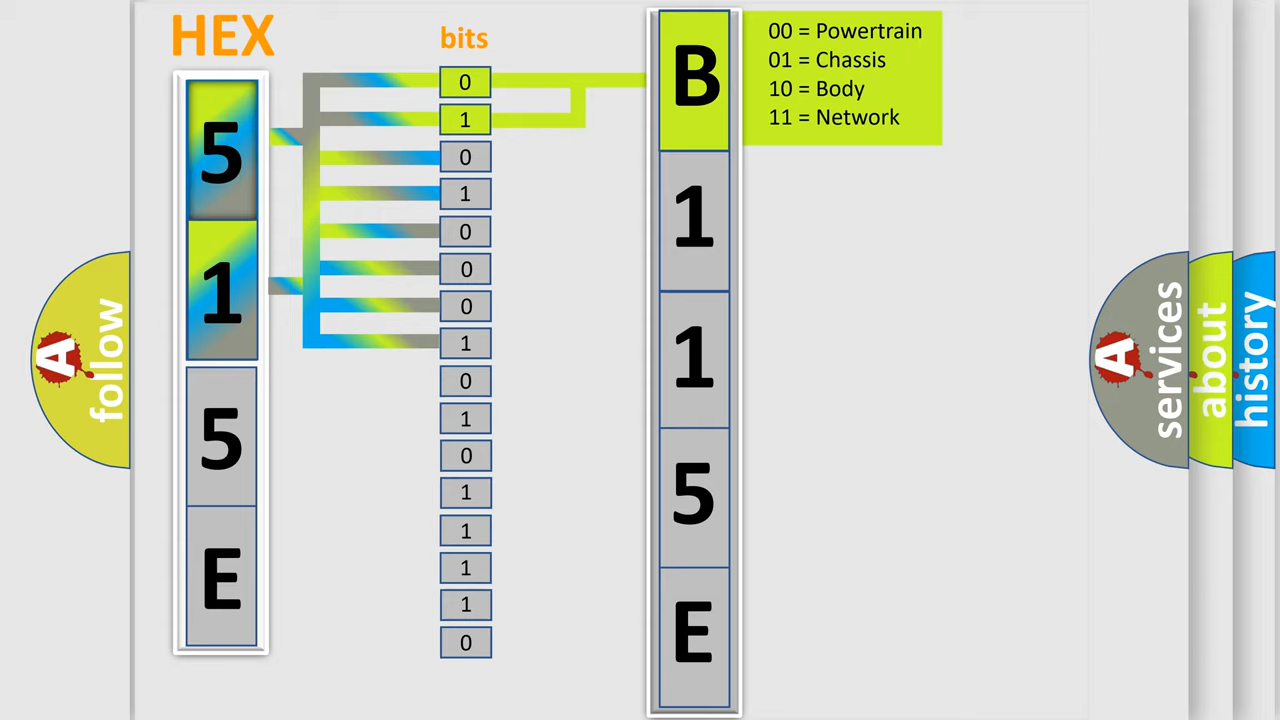 HEX
bits
5
1
5
E
0
1
0
1
0
0
0
1
0
1
0
1
1
1
1
0
B
1
1
5
E
00 = Powertrain
01 = Chassis
10 = Body
11 = Network
A
follow
A
services
about
history